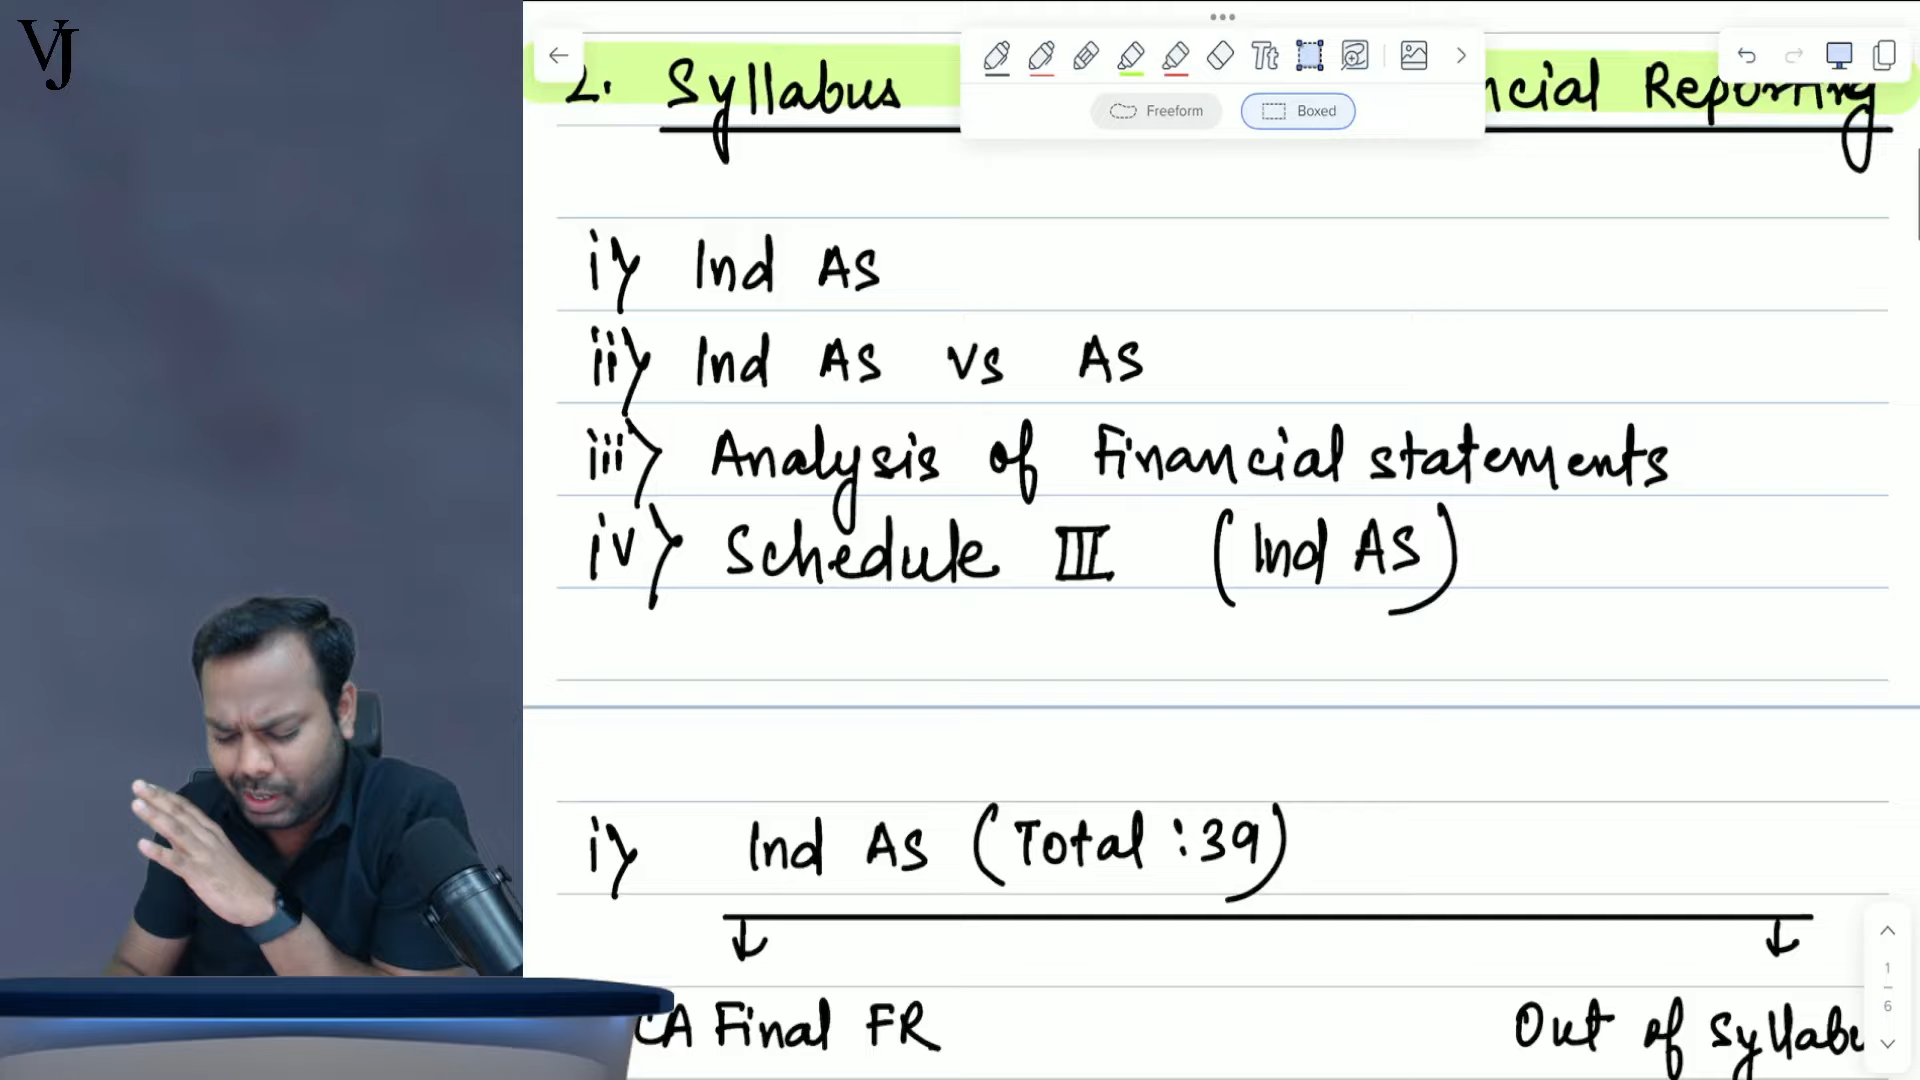 VJ
2. Syllabus ncial Reporting
Freeform Boxed
i) Ind AS
ii) Ind AS vs AS
iii) Analysis of Financial statements
iv) Schedule III (Ind AS)
i) Ind AS (Total : 39)
CA Final FR Out of Syllabu
1
6